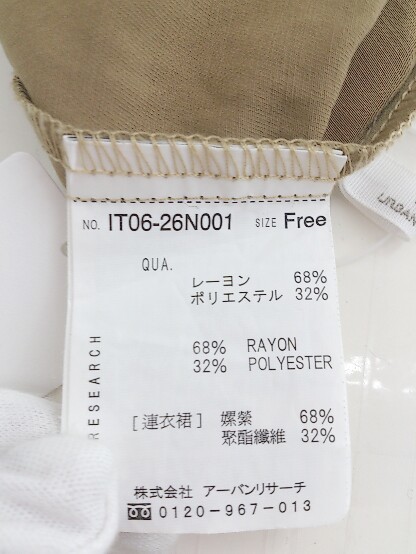 NO. IT06-26N001 SIZE Free
QUA.
レーヨン 68%
ポリエステル 32%
68% RAYON
32% POLYESTER
[連衣裙] 嫘縈 68%
聚酯纖維 32%
RESEARCH
株式会社 アーバンリサーチ
0120-967-013